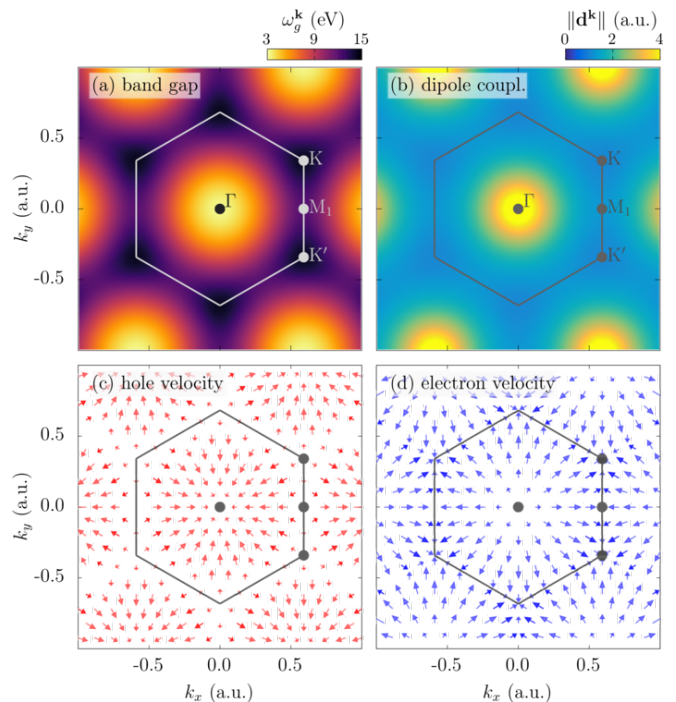 ω_g^k (eV)
3 9 15
‖d^k‖ (a.u.)
0 2 4
(a) band gap
(b) dipole coupl.
k_y (a.u.)
0.5
0.0
-0.5
Γ
K
M₁
K′
Γ
K
M₁
K′
(c) hole velocity
(d) electron velocity
k_y (a.u.)
0.5
0.0
-0.5
-0.5 0.0 0.5
-0.5 0.0 0.5
k_x (a.u.)
k_x (a.u.)